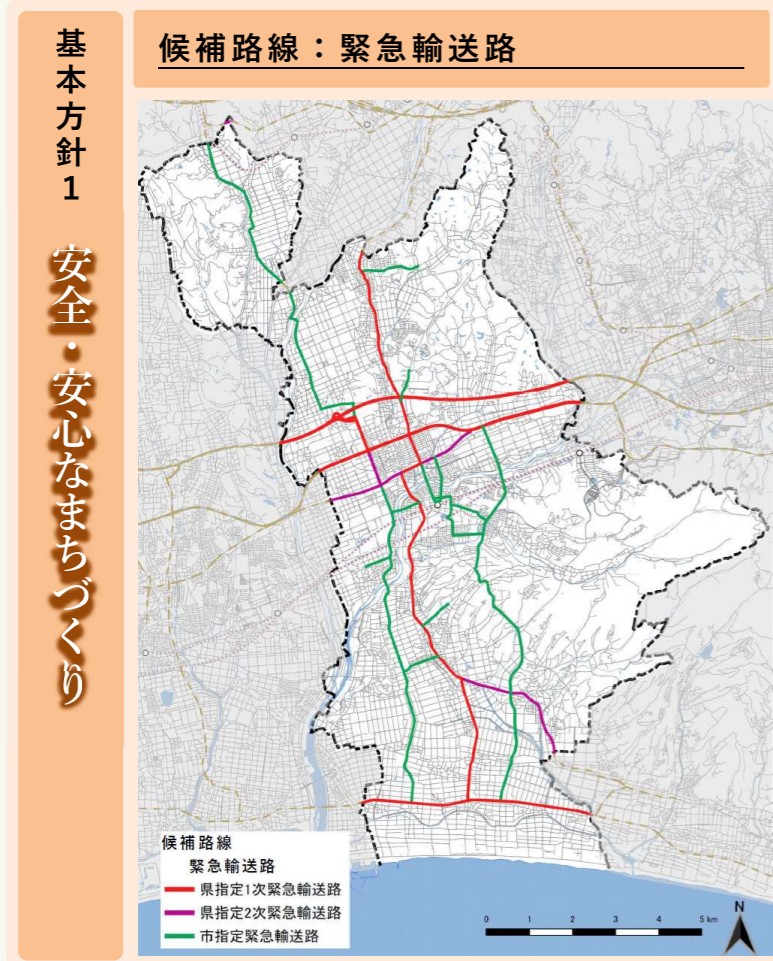 基本方針1 安全・安心なまちづくり
候補路線：緊急輸送路
候補路線
緊急輸送路
県指定1次緊急輸送路
県指定2次緊急輸送路
市指定緊急輸送路
0 1 2 3 4 5 km
N